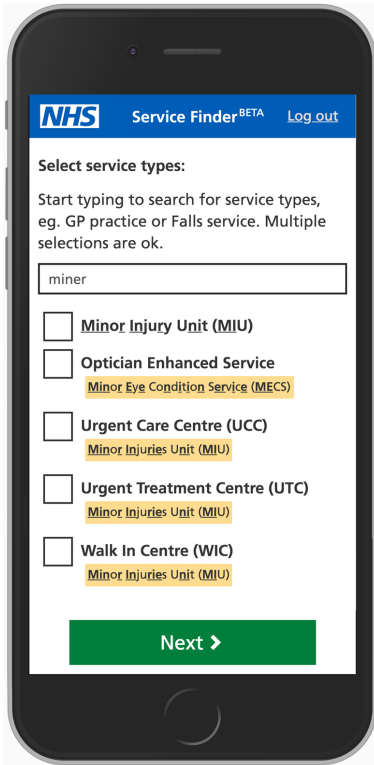 NHS Service Finder BETA Log out
Select service types:
Start typing to search for service types,
eg. GP practice or Falls service. Multiple
selections are ok.
miner
Minor Injury Unit (MIU)
Optician Enhanced Service
Minor Eye Condition Service (MECS)
Urgent Care Centre (UCC)
Minor Injuries Unit (MIU)
Urgent Treatment Centre (UTC)
Minor Injuries Unit (MIU)
Walk In Centre (WIC)
Minor Injuries Unit (MIU)
Next